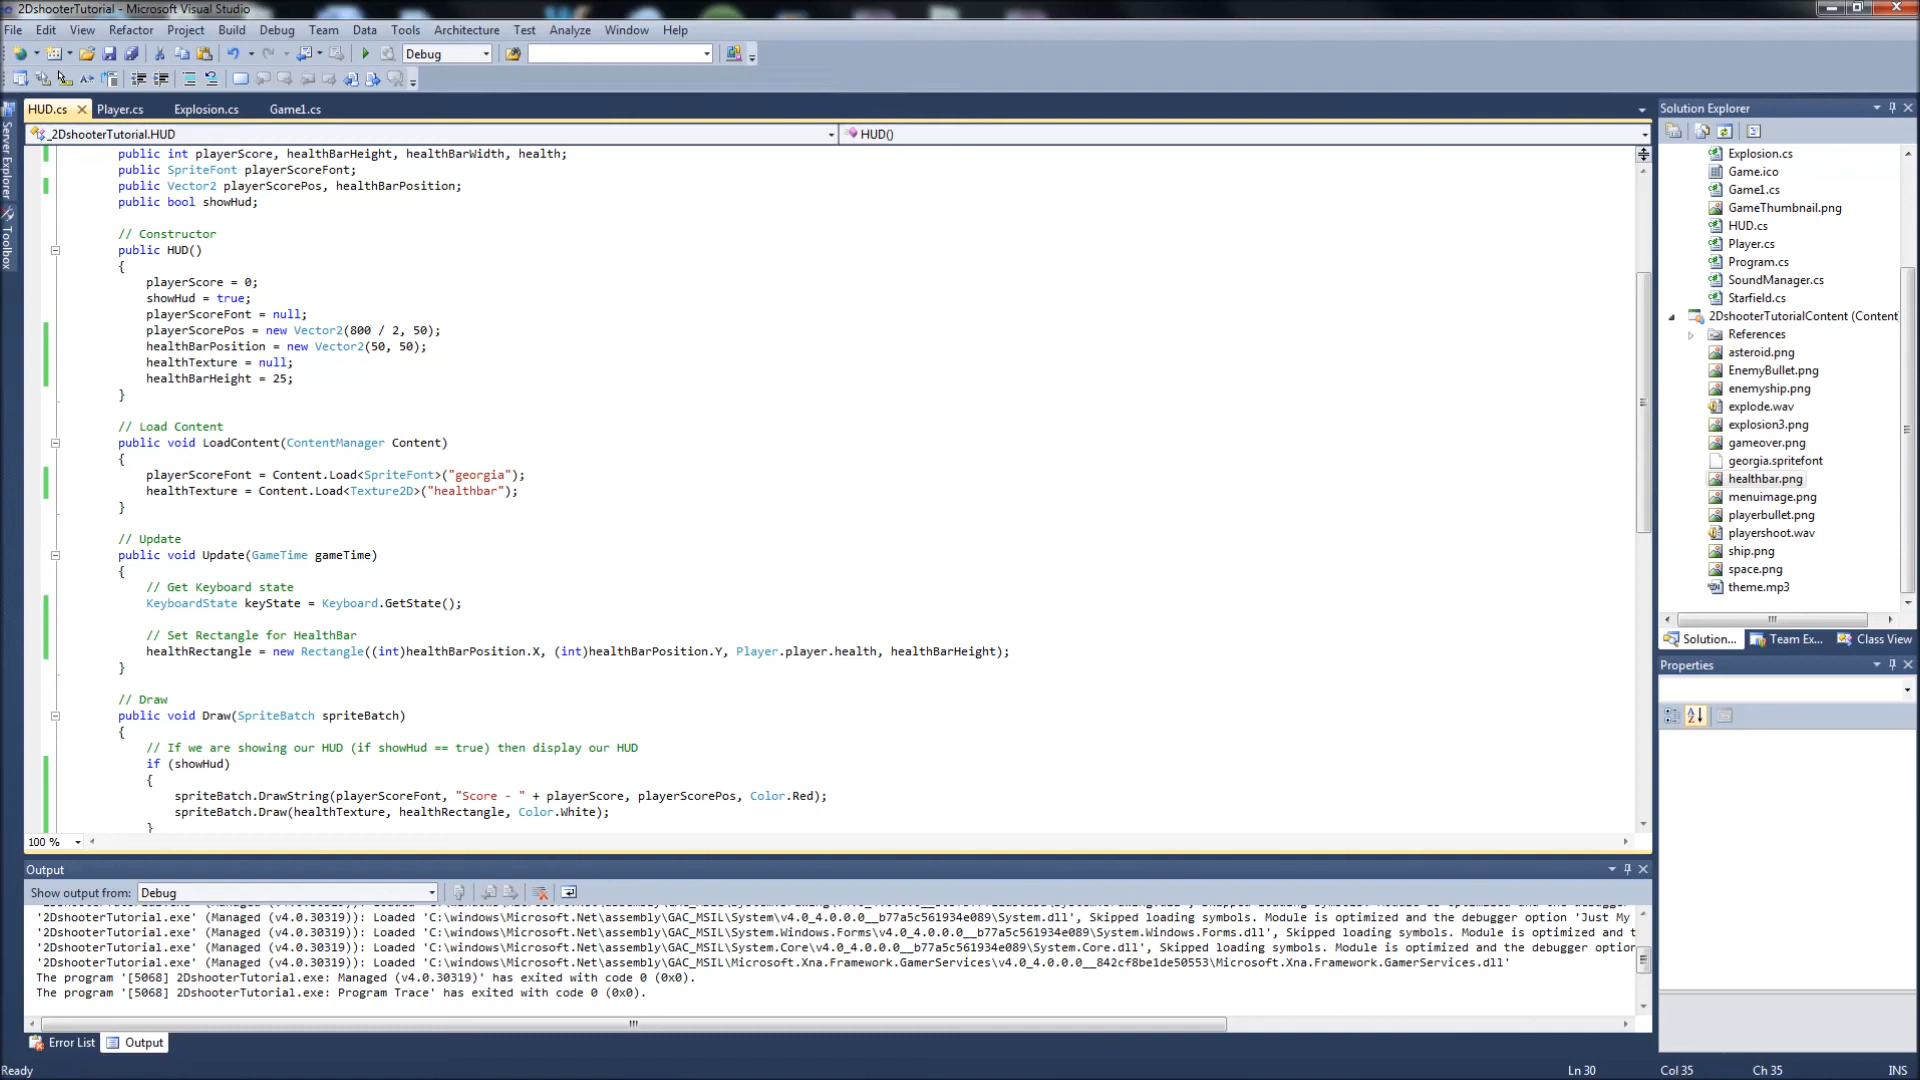 2DshooterTutorial - Microsoft Visual Studio
File Edit View Refactor Project Build Debug Team Data Tools Architecture Test Analyze Window Help
Debug
HUD.cs Player.cs Explosion.cs Game1.cs
_2DshooterTutorial.HUD HUD()
public int playerScore, healthBarHeight, healthBarWidth, health;
public SpriteFont playerScoreFont;
public Vector2 playerScorePos, healthBarPosition;
public bool showHud;
// Constructor
public HUD()
{
playerScore = 0;
showHud = true;
playerScoreFont = null;
playerScorePos = new Vector2(800 / 2, 50);
healthBarPosition = new Vector2(50, 50);
healthTexture = null;
healthBarHeight = 25;
}
// Load Content
public void LoadContent(ContentManager Content)
{
playerScoreFont = Content.Load<SpriteFont>("georgia");
healthTexture = Content.Load<Texture2D>("healthbar");
}
// Update
public void Update(GameTime gameTime)
{
// Get Keyboard state
KeyboardState keyState = Keyboard.GetState();
// Set Rectangle for HealthBar
healthRectangle = new Rectangle((int)healthBarPosition.X, (int)healthBarPosition.Y, Player.player.health, healthBarHeight);
}
// Draw
public void Draw(SpriteBatch spriteBatch)
{
// If we are showing our HUD (if showHud == true) then display our HUD
if (showHud)
{
spriteBatch.DrawString(playerScoreFont, "Score - " + playerScore, playerScorePos, Color.Red);
spriteBatch.Draw(healthTexture, healthRectangle, Color.White);
}
100 %
Output
Show output from: Debug
'2DshooterTutorial.exe' (Managed (v4.0.30319)): Loaded 'C:\windows\Microsoft.Net\assembly\GAC_MSIL\System\v4.0_4.0.0.0__b77a5c561934e089\System.dll', Skipped loading symbols. Module is optimized and the debugger option 'Just My
'2DshooterTutorial.exe' (Managed (v4.0.30319)): Loaded 'C:\windows\Microsoft.Net\assembly\GAC_MSIL\System.Windows.Forms\v4.0_4.0.0.0__b77a5c561934e089\System.Windows.Forms.dll', Skipped loading symbols. Module is optimized and t
'2DshooterTutorial.exe' (Managed (v4.0.30319)): Loaded 'C:\windows\Microsoft.Net\assembly\GAC_MSIL\System.Core\v4.0_4.0.0.0__b77a5c561934e089\System.Core.dll', Skipped loading symbols. Module is optimized and the debugger option
'2DshooterTutorial.exe' (Managed (v4.0.30319)): Loaded 'C:\windows\Microsoft.Net\assembly\GAC_MSIL\Microsoft.Xna.Framework.GamerServices\v4.0_4.0.0.0__842cf8be1de50553\Microsoft.Xna.Framework.GamerServices.dll'
The program '[5068] 2DshooterTutorial.exe: Managed (v4.0.30319)' has exited with code 0 (0x0).
The program '[5068] 2DshooterTutorial.exe: Program Trace' has exited with code 0 (0x0).
Error List Output
Ready Ln 30 Col 35 Ch 35 INS
Server Explorer
Toolbox
Solution Explorer
Explosion.cs
Game.ico
Game1.cs
GameThumbnail.png
HUD.cs
Player.cs
Program.cs
SoundManager.cs
Starfield.cs
2DshooterTutorialContent (Content
References
asteroid.png
EnemyBullet.png
enemyship.png
explode.wav
explosion3.png
gameover.png
georgia.spritefont
healthbar.png
menuimage.png
playerbullet.png
playershoot.wav
ship.png
space.png
theme.mp3
Solution... Team Ex... Class View
Properties